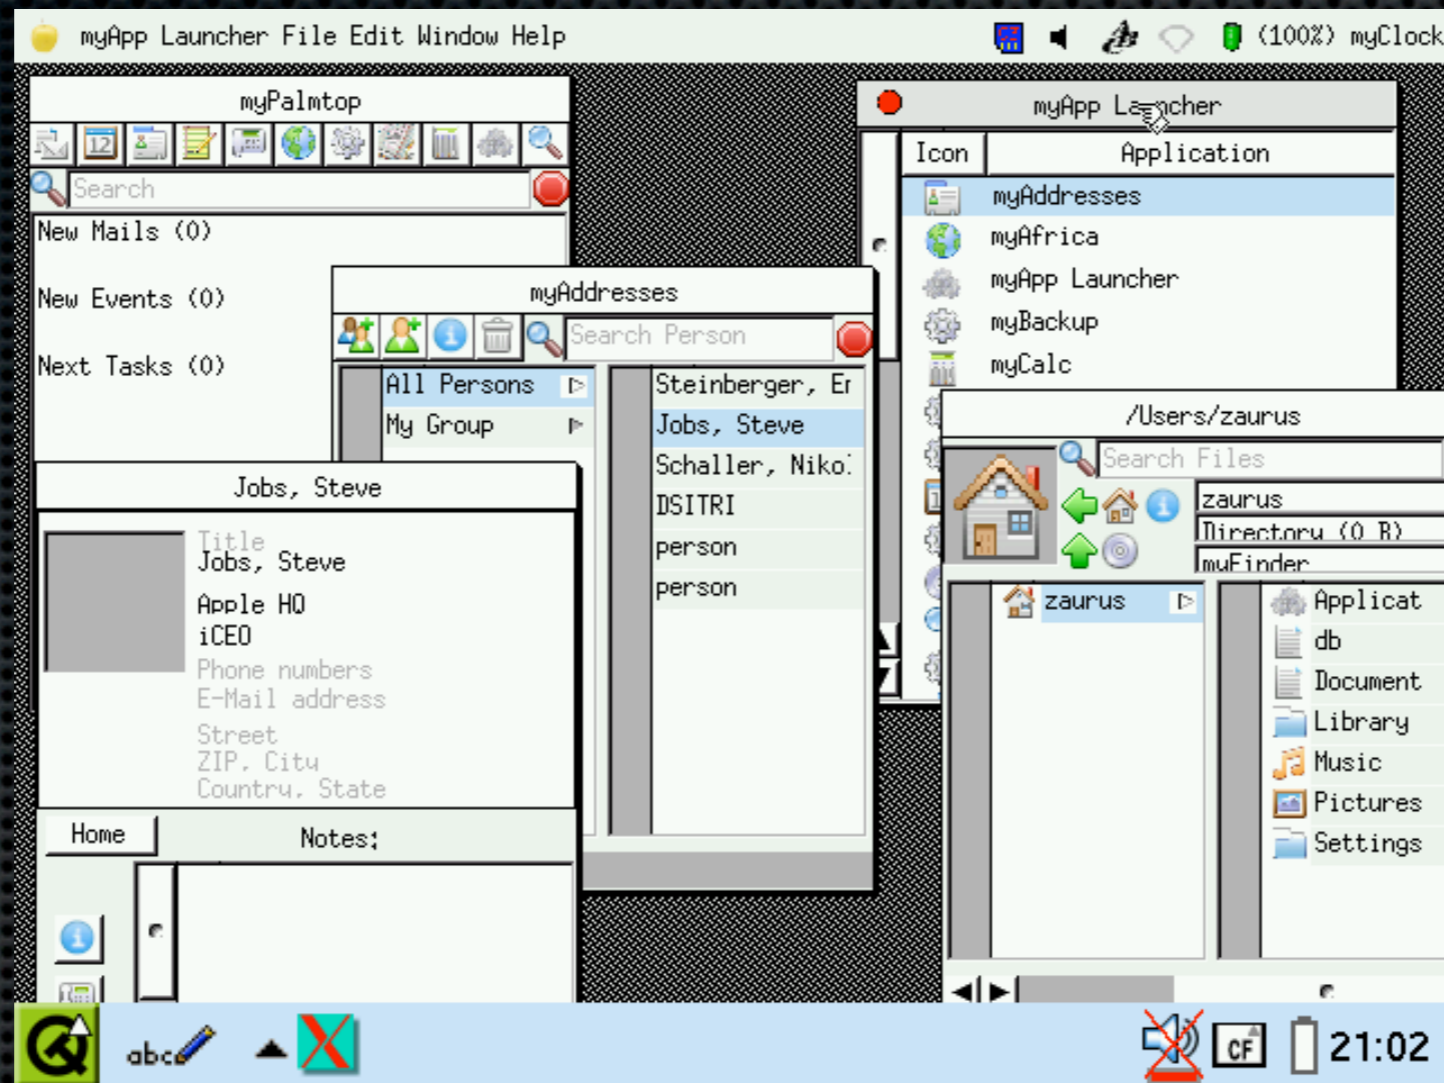 myApp Launcher File Edit Window Help
(100%) myClock
myPalmtop
12
Search
New Mails (0)
New Events (0)
Next Tasks (0)
myApp Launcher
Icon
Application
myAddresses
myAfrica
myApp Launcher
myBackup
myCalc
myAddresses
Search Person
All Persons
My Group
Steinberger, Er
Jobs, Steve
Schaller, Niko
DSITRI
person
person
/Users/zaurus
Search Files
zaurus
Directory (0 B)
myFinder
zaurus
Applicat
db
Document
Library
Music
Pictures
Settings
Jobs, Steve
Title
Jobs, Steve
Apple HQ
iCEO
Phone numbers
E-Mail address
Street
ZIP, City
Country, State
Home
Notes:
abc
X
CF
21:02